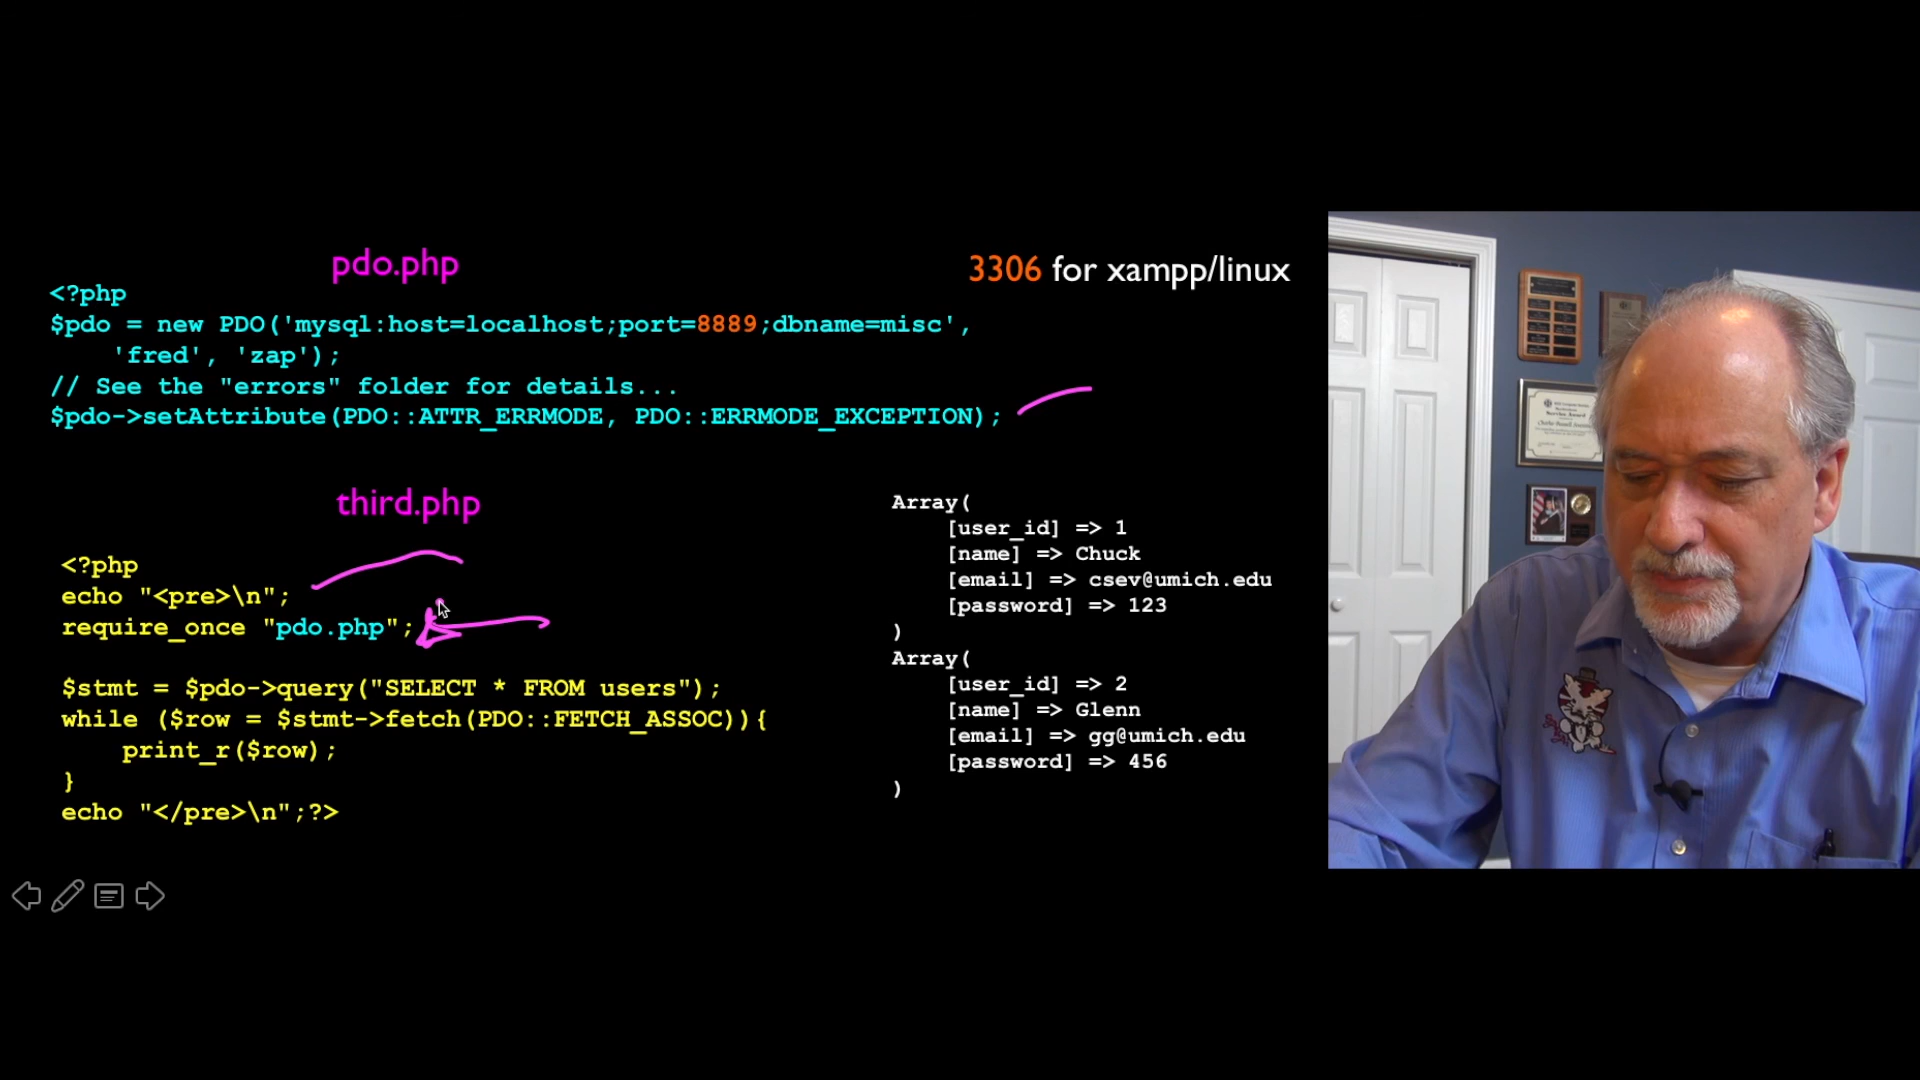 pdo.php
3306 for xampp/linux
<?php
$pdo = new PDO('mysql:host=localhost;port=8889;dbname=misc',
    'fred', 'zap');
// See the "errors" folder for details...
$pdo->setAttribute(PDO::ATTR_ERRMODE, PDO::ERRMODE_EXCEPTION);
third.php
<?php
echo "<pre>\n";
require_once "pdo.php";
$stmt = $pdo->query("SELECT * FROM users");
while ($row = $stmt->fetch(PDO::FETCH_ASSOC)){
    print_r($row);
}
echo "</pre>\n";?>
Array(
    [user_id] => 1
    [name] => Chuck
    [email] => csev@umich.edu
    [password] => 123
)
Array(
    [user_id] => 2
    [name] => Glenn
    [email] => gg@umich.edu
    [password] => 456
)